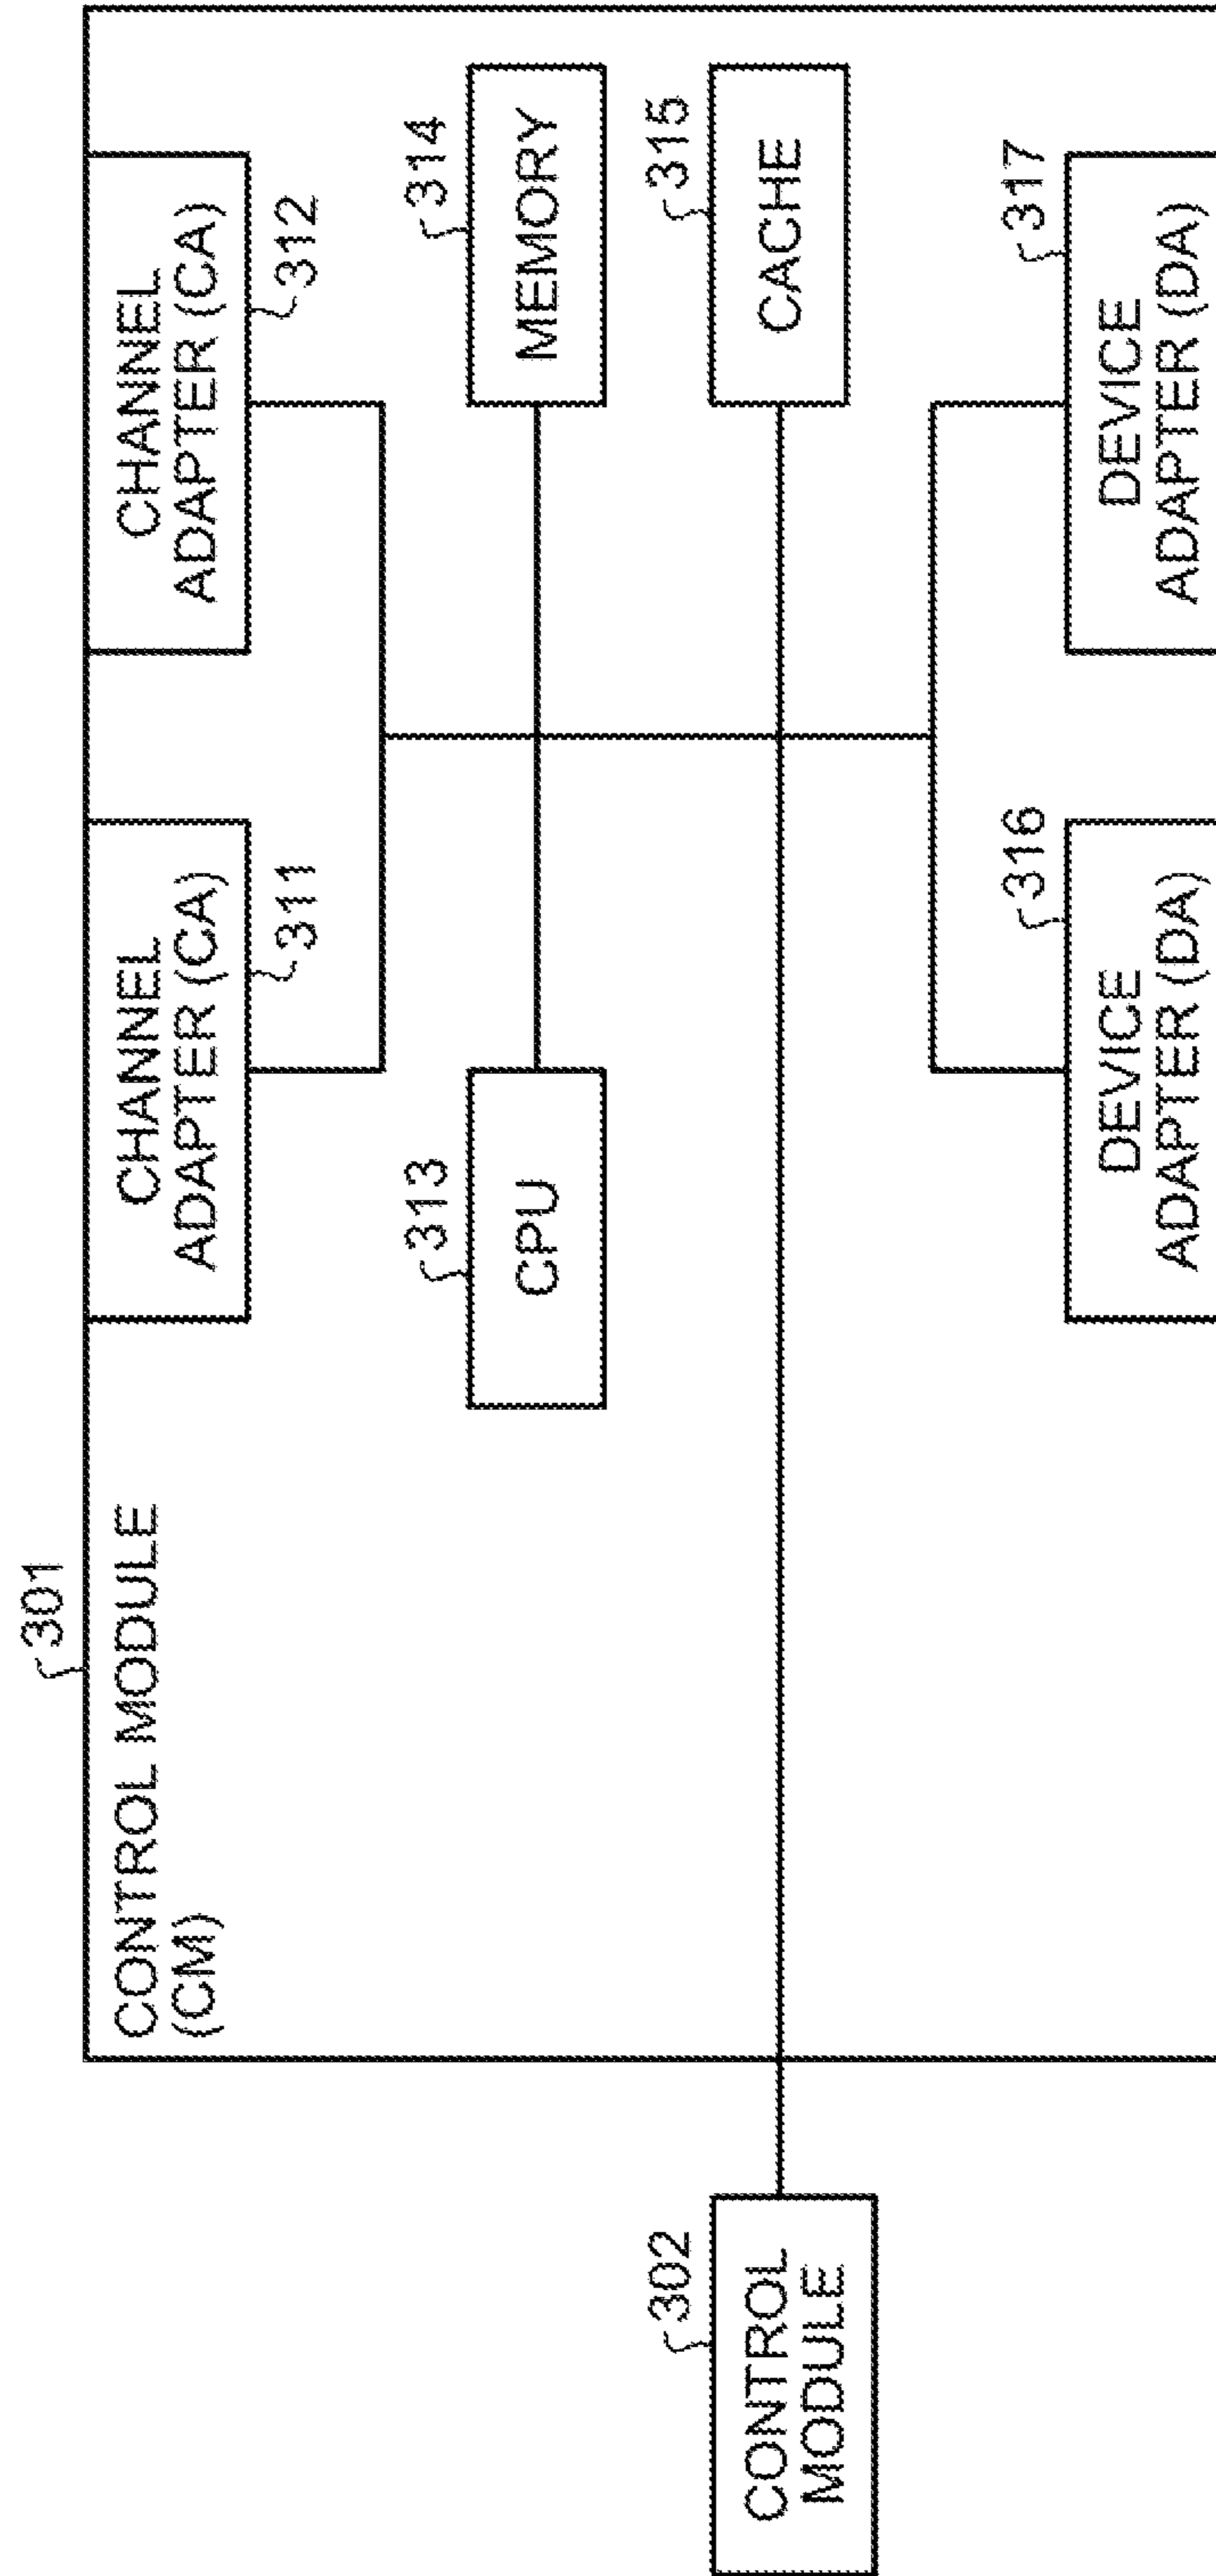 301
CONTROL MODULE
(CM)
CHANNEL
ADAPTER (CA)
311
CHANNEL
ADAPTER (CA)
312
313
CPU
314
MEMORY
302
CONTROL
MODULE
315
CACHE
316
DEVICE
ADAPTER (DA)
317
DEVICE
ADAPTER (DA)